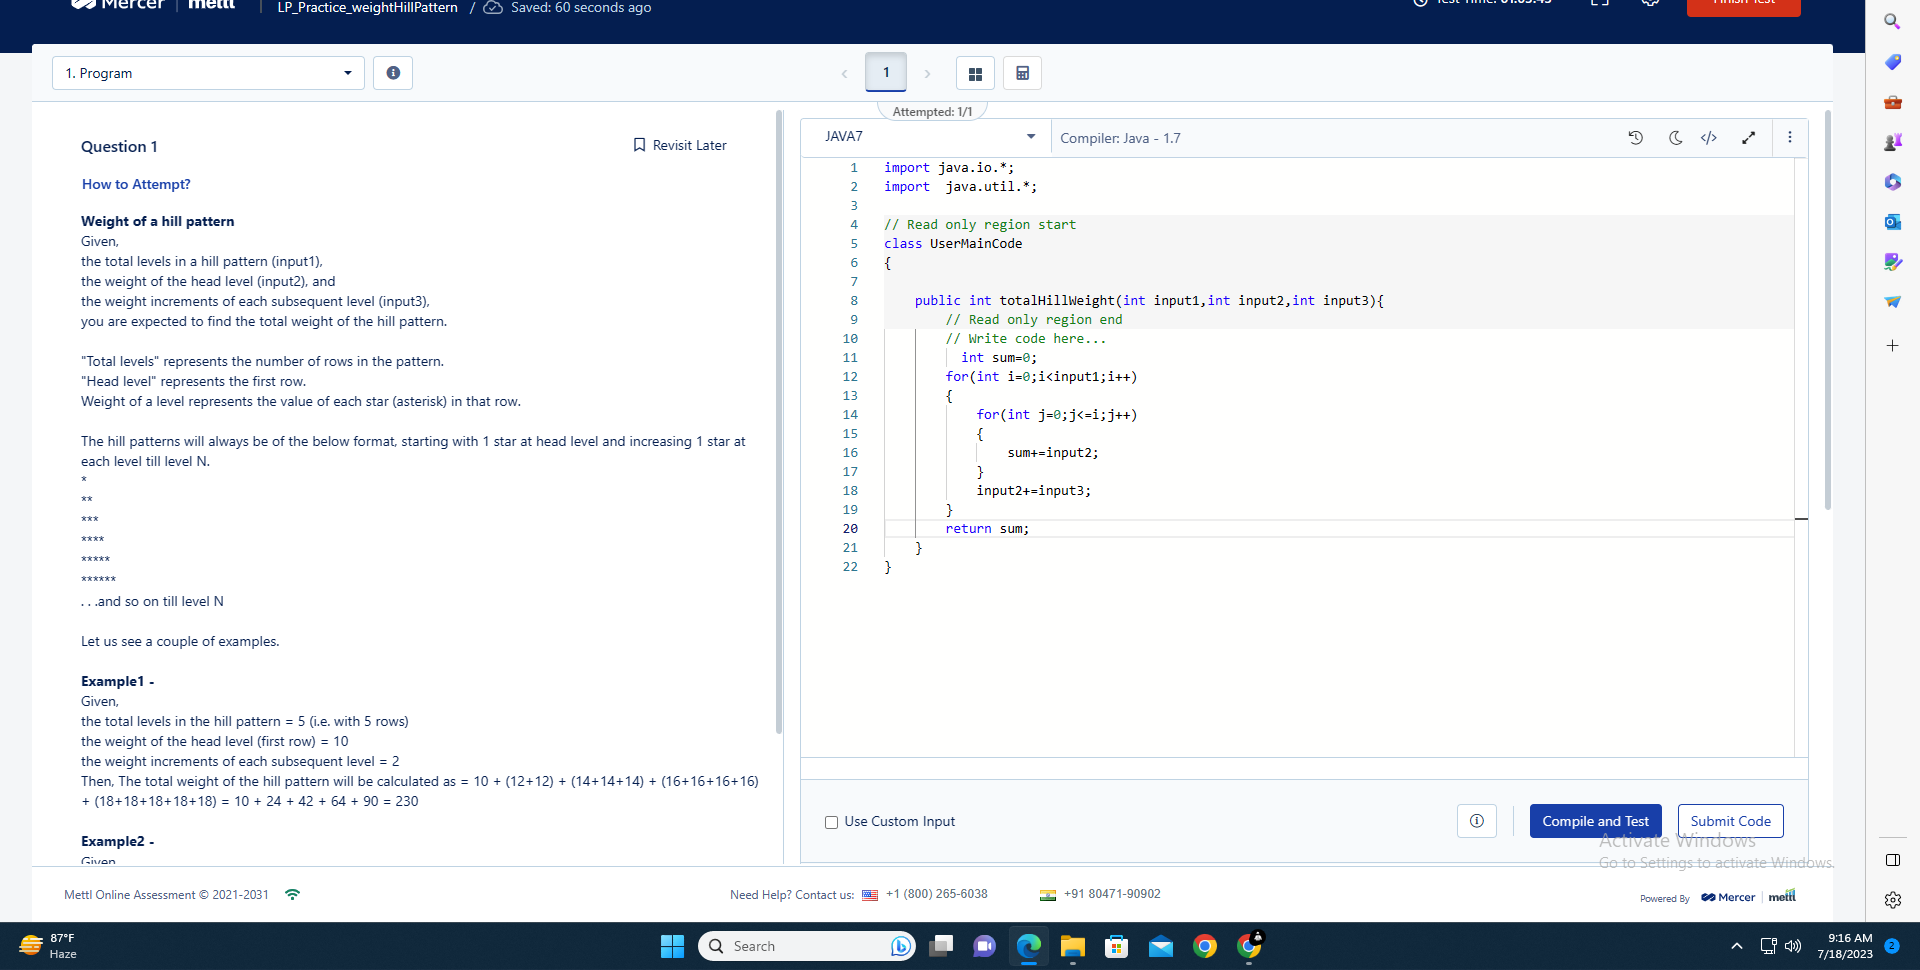 Mercer | mettl
LP_Practice_weightHillPattern / Saved: 60 seconds ago
Test Time: 01:03:43
Finish Test
1. Program
1
Attempted: 1/1
Question 1
Revisit Later
How to Attempt?
Weight of a hill pattern
Given,
the total levels in a hill pattern (input1),
the weight of the head level (input2), and
the weight increments of each subsequent level (input3),
you are expected to find the total weight of the hill pattern.
"Total levels" represents the number of rows in the pattern.
"Head level" represents the first row.
Weight of a level represents the value of each star (asterisk) in that row.
The hill patterns will always be of the below format, starting with 1 star at head level and increasing 1 star at
each level till level N.
*
**
***
****
*****
******
. . .and so on till level N
Let us see a couple of examples.
Example1 -
Given,
the total levels in the hill pattern = 5 (i.e. with 5 rows)
the weight of the head level (first row) = 10
the weight increments of each subsequent level = 2
Then, The total weight of the hill pattern will be calculated as = 10 + (12+12) + (14+14+14) + (16+16+16+16)
+ (18+18+18+18+18) = 10 + 24 + 42 + 64 + 90 = 230
Example2 -
Given
JAVA7
Compiler: Java - 1.7
1 import java.io.*;
2 import  java.util.*;
3
4 // Read only region start
5 class UserMainCode
6 {
7
8     public int totalHillWeight(int input1,int input2,int input3){
9         // Read only region end
10         // Write code here...
11           int sum=0;
12         for(int i=0;i<input1;i++)
13         {
14             for(int j=0;j<=i;j++)
15             {
16                 sum+=input2;
17             }
18             input2+=input3;
19         }
20         return sum;
21     }
22 }
Use Custom Input
Compile and Test
Submit Code
Activate Windows
Go to Settings to activate Windows.
Mettl Online Assessment © 2021-2031
Need Help? Contact us: +1 (800) 265-6038
+91 80471-90902
Powered By Mercer | mettl
87°F
Haze
Search
9:16 AM
7/18/2023
2